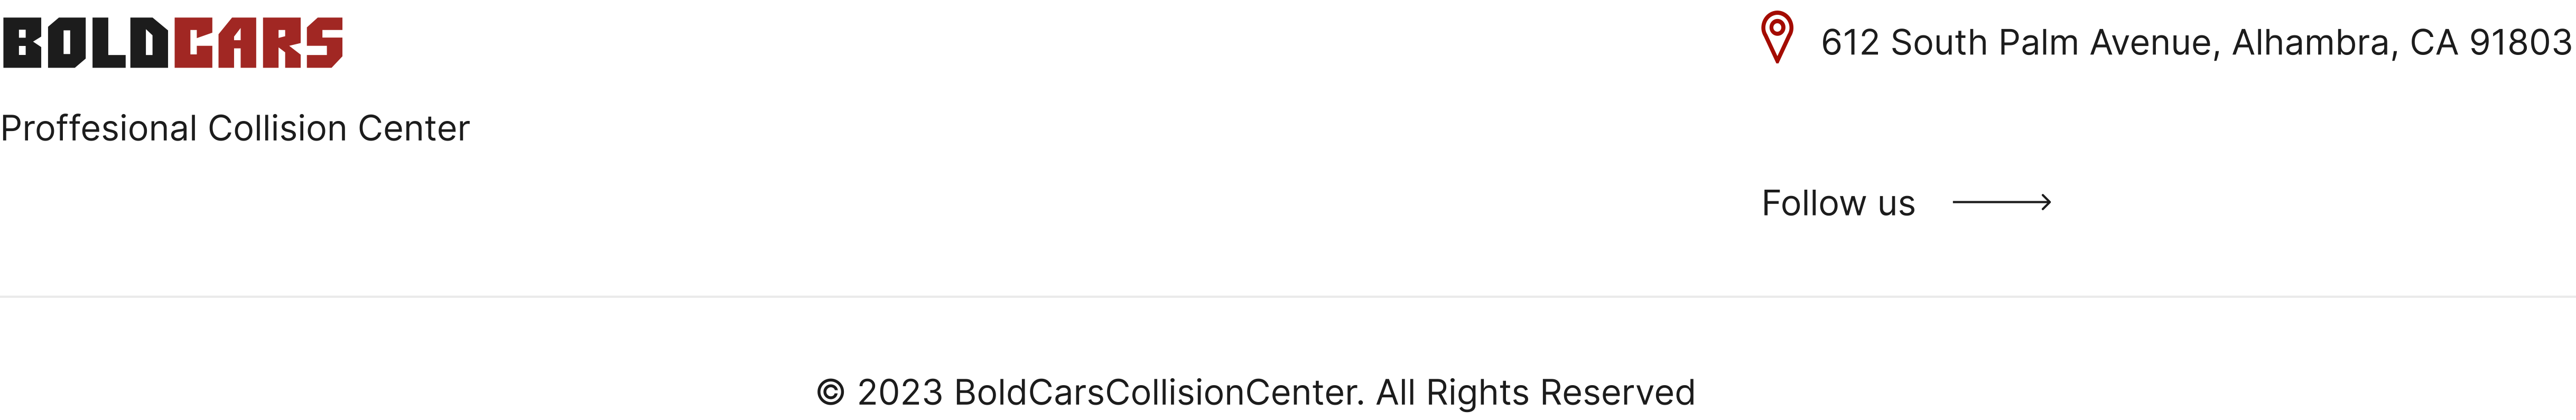 BOLDCARS
Proffesional Collision Center
612 South Palm Avenue, Alhambra, CA 91803
Follow us
© 2023 BoldCarsCollisionCenter. All Rights Reserved